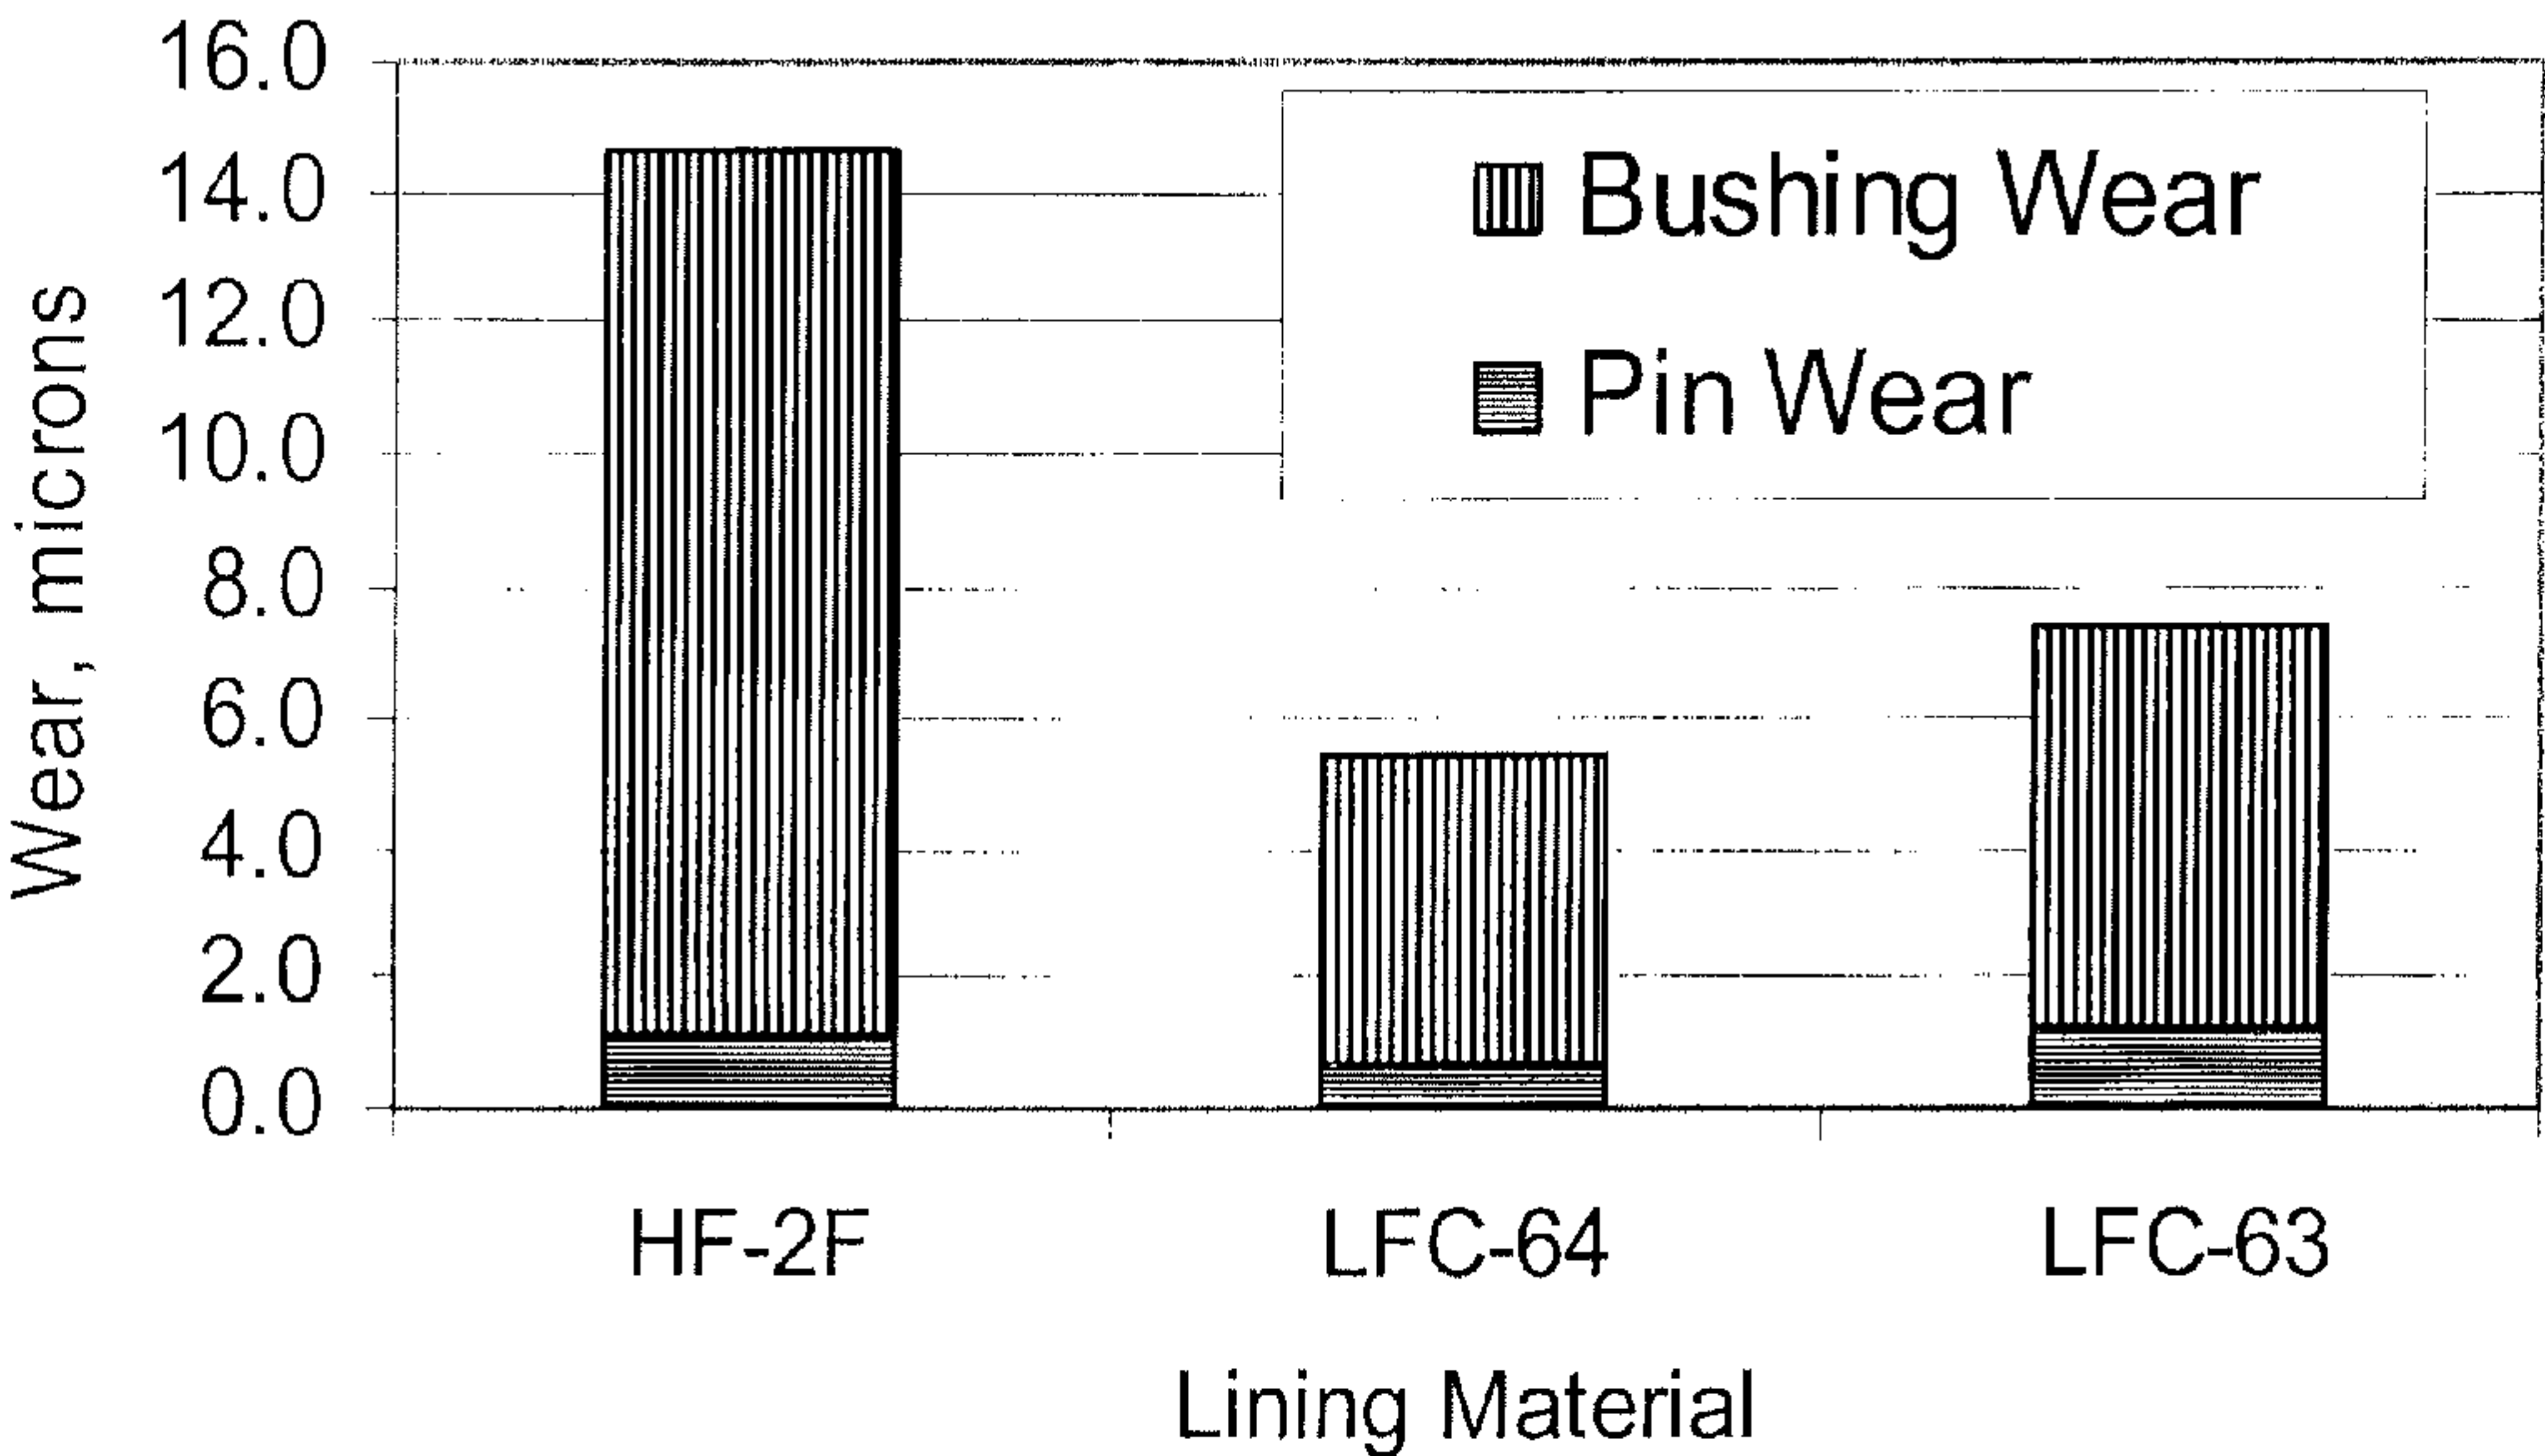 16.0
14.0
12.0
10.0
8.0
6.0
4.0
2.0
0.0
Wear, microns
Bushing Wear
Pin Wear
HF-2F
LFC-64
LFC-63
Lining Material